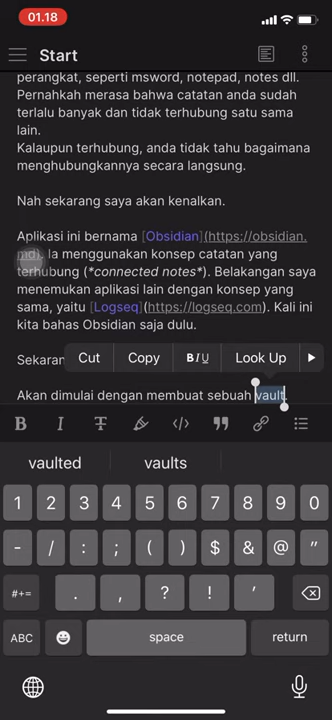 01.18
Start
perangkat, seperti msword, notepad, notes dll.
Pernahkah merasa bahwa catatan anda sudah
terlalu banyak dan tidak terhubung satu sama
lain.
Kalaupun terhubung, anda tidak tahu bagaimana
menghubungkannya secara langsung.
Nah sekarang saya akan kenalkan.
Aplikasi ini bernama [Obsidian](https://obsidian.
md). Ia menggunakan konsep catatan yang
terhubung (*connected notes*). Belakangan saya
menemukan aplikasi lain dengan konsep yang
sama, yaitu [Logseq](https://logseq.com). Kali ini
kita bahas Obsidian saja dulu.
Sekaran
Cut Copy BIU Look Up
Akan dimulai dengan membuat sebuah vault.
B I T </> " 
vaulted vaults
1 2 3 4 5 6 7 8 9 0
- / : ; ( ) $ & @ "
#+= . , ? ! '
ABC space return